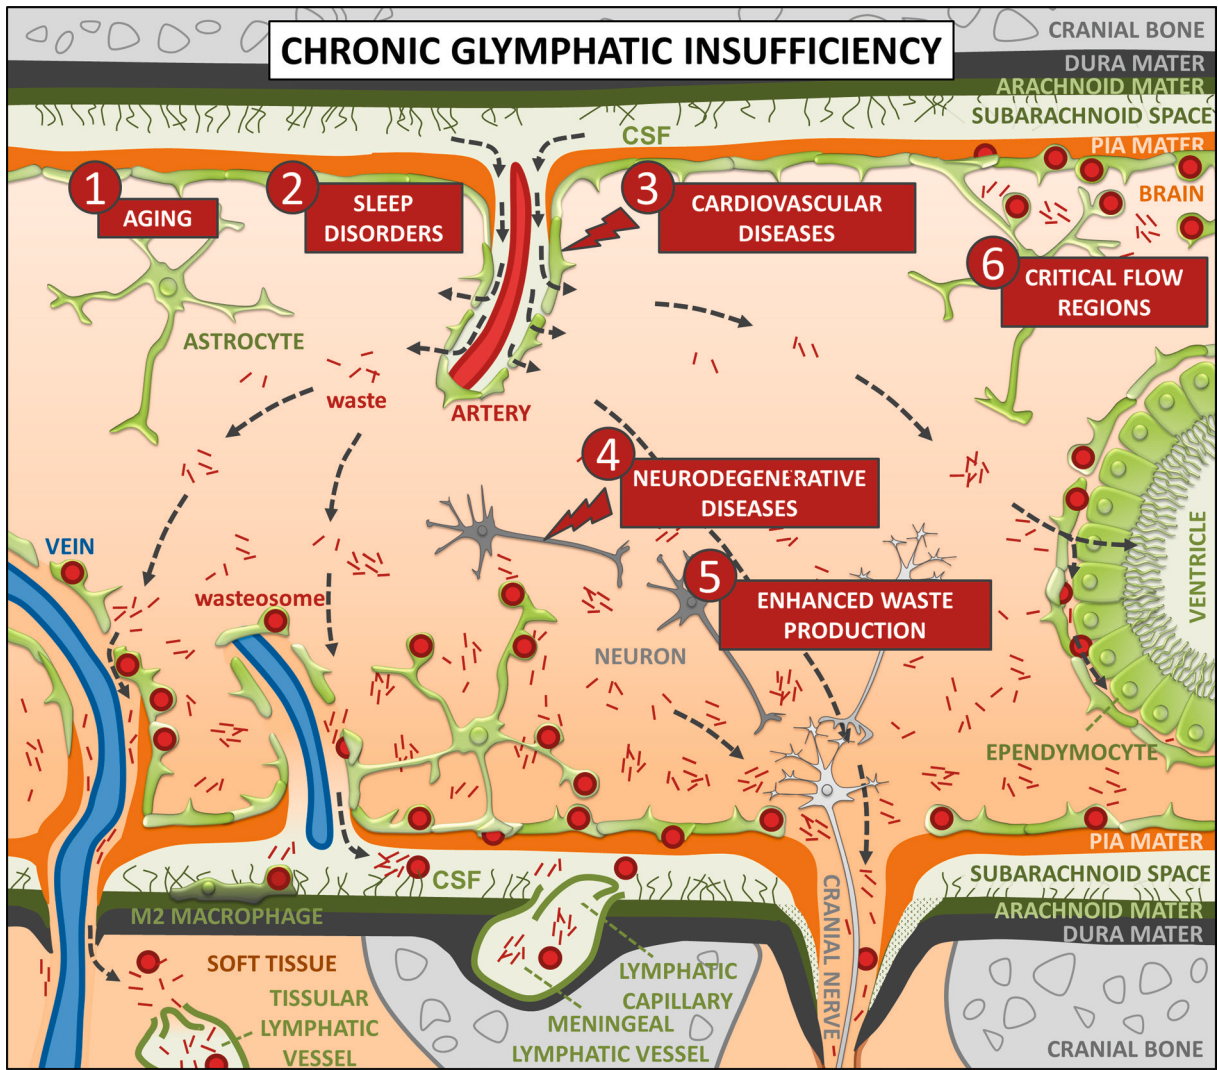 CHRONIC GLYMPHATIC INSUFFICIENCY
CRANIAL BONE
DURA MATER
ARACHNOID MATER
SUBARACHNOID SPACE
CSF
PIA MATER
BRAIN
1
AGING
2
SLEEP
DISORDERS
3
CARDIOVASCULAR
DISEASES
6
CRITICAL FLOW
REGIONS
ASTROCYTE
waste
ARTERY
4
NEURODEGENERATIVE
DISEASES
VEIN
wasteosome
5
ENHANCED WASTE
PRODUCTION
NEURON
VENTRICLE
EPENDYMOCYTE
PIA MATER
SUBARACHNOID SPACE
CSF
ARACHNOID MATER
M2 MACROPHAGE
DURA MATER
CRANIAL NERVE
SOFT TISSUE
LYMPHATIC
CAPILLARY
TISSULAR
LYMPHATIC
VESSEL
MENINGEAL
LYMPHATIC VESSEL
CRANIAL BONE